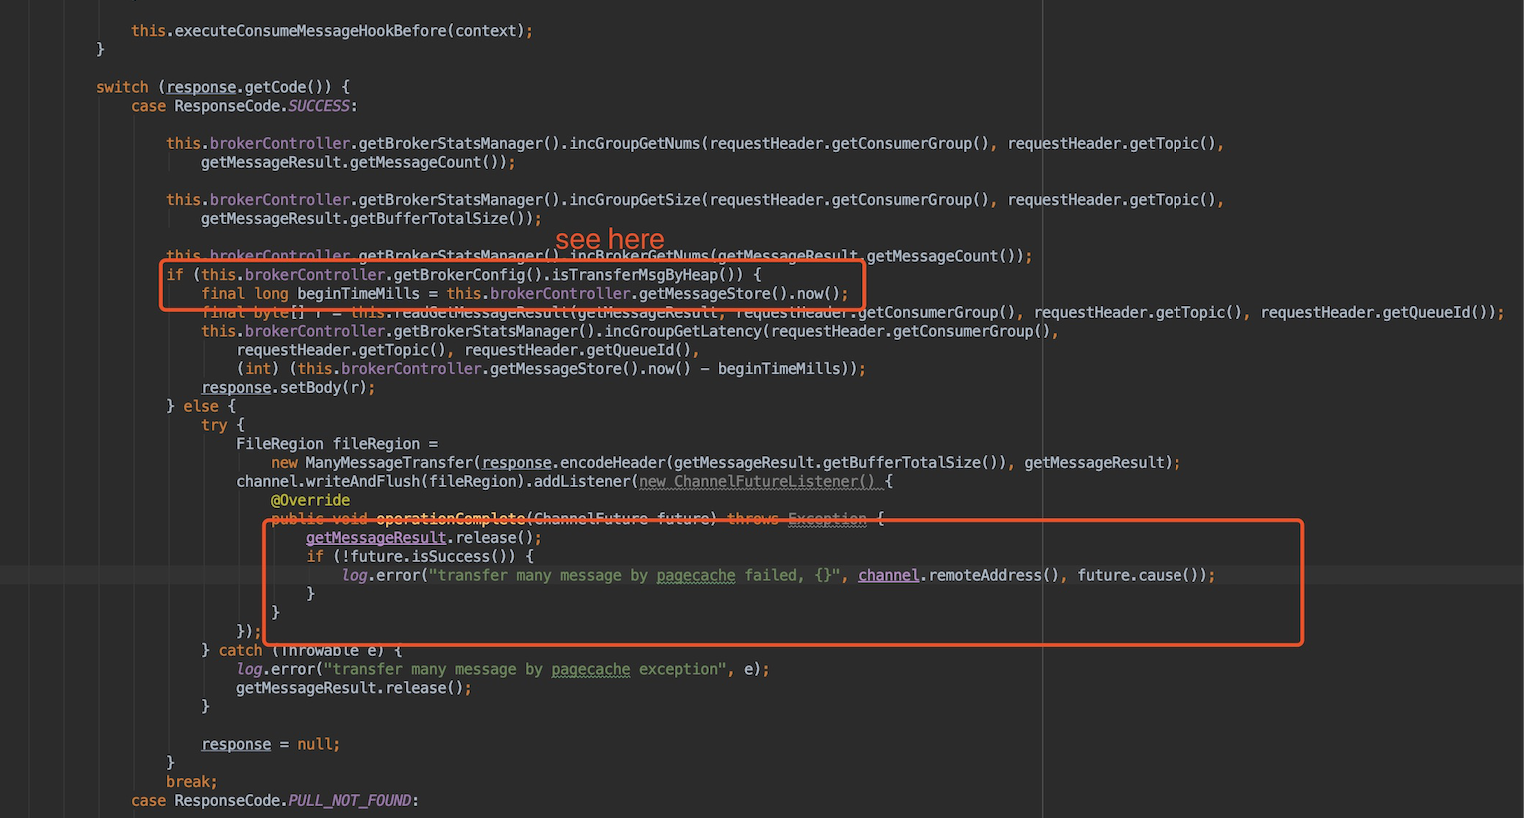 this.executeConsumeMessageHookBefore(context);
}
switch (response.getCode()) {
case ResponseCode.SUCCESS:
this.brokerController.getBrokerStatsManager().incGroupGetNums(requestHeader.getConsumerGroup(), requestHeader.getTopic(),
getMessageResult.getMessageCount());
this.brokerController.getBrokerStatsManager().incGroupGetSize(requestHeader.getConsumerGroup(), requestHeader.getTopic(),
getMessageResult.getBufferTotalSize());
see here
this.brokerController.getBrokerStatsManager().incBrokerGetNums(getMessageResult.getMessageCount());
if (this.brokerController.getBrokerConfig().isTransferMsgByHeap()) {
final long beginTimeMills = this.brokerController.getMessageStore().now();
final byte[] r = this.readGetMessageResult(getMessageResult, requestHeader.getConsumerGroup(), requestHeader.getTopic(), requestHeader.getQueueId());
this.brokerController.getBrokerStatsManager().incGroupGetLatency(requestHeader.getConsumerGroup(),
requestHeader.getTopic(), requestHeader.getQueueId(),
(int) (this.brokerController.getMessageStore().now() - beginTimeMills));
response.setBody(r);
} else {
try {
FileRegion fileRegion =
new ManyMessageTransfer(response.encodeHeader(getMessageResult.getBufferTotalSize()), getMessageResult);
channel.writeAndFlush(fileRegion).addListener(new ChannelFutureListener() {
@Override
public void operationComplete(ChannelFuture future) throws Exception {
getMessageResult.release();
if (!future.isSuccess()) {
log.error("transfer many message by pagecache failed, {}", channel.remoteAddress(), future.cause());
}
}
});
} catch (Throwable e) {
log.error("transfer many message by pagecache exception", e);
getMessageResult.release();
}
response = null;
}
break;
case ResponseCode.PULL_NOT_FOUND: